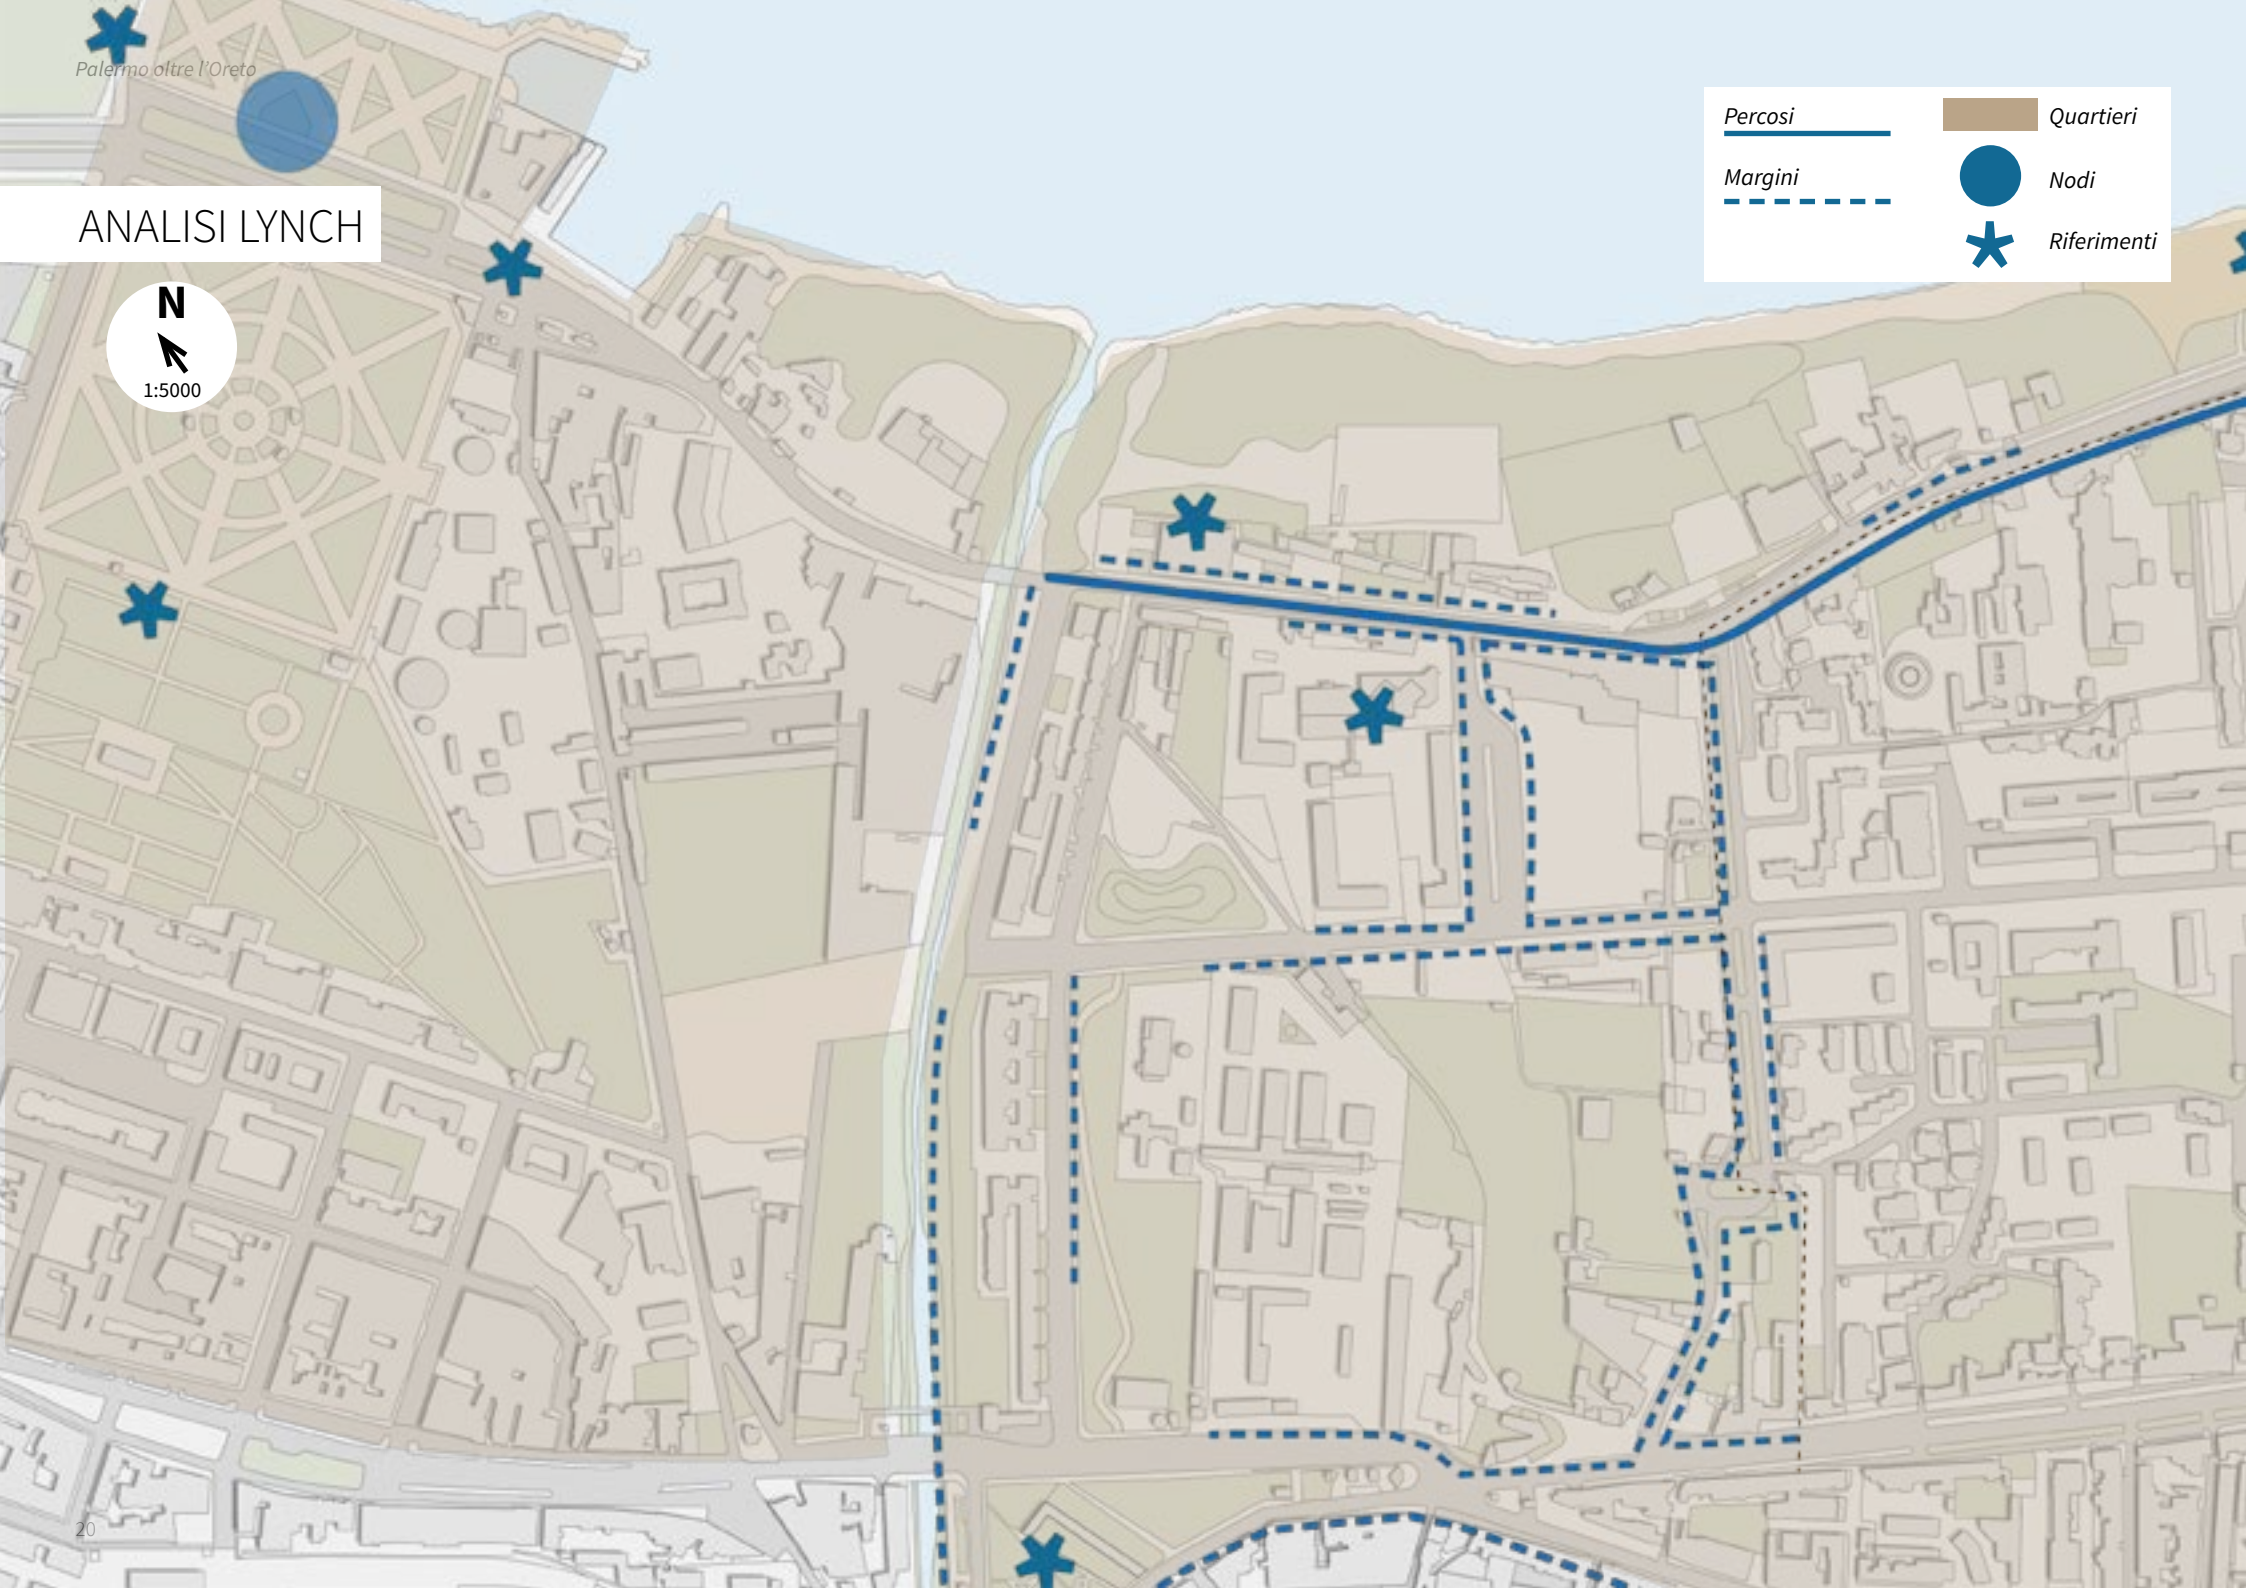 Palermo oltre l'Oreto
ANALISI LYNCH
N
1:5000
Percosi
Margini
Quartieri
Nodi
Riferimenti
20